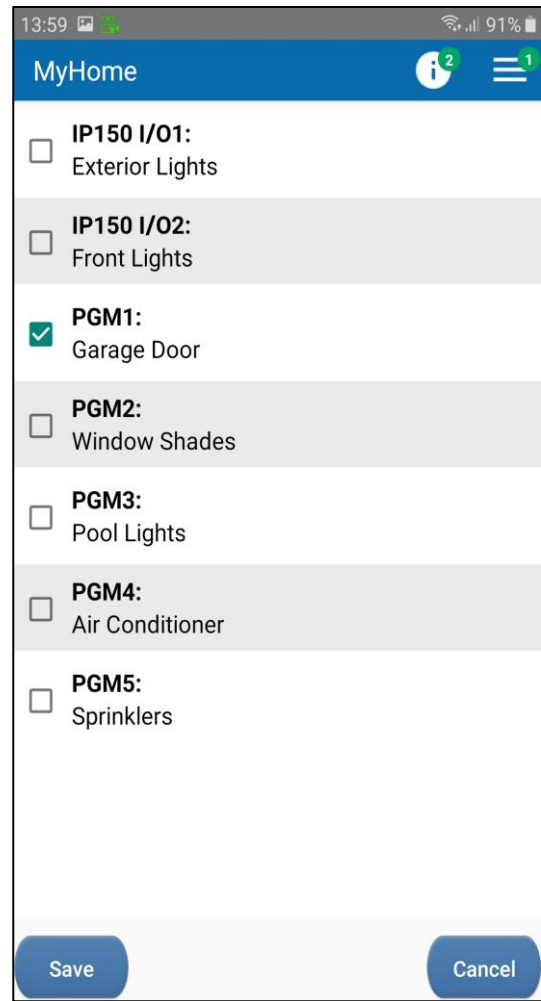 13:59 91%
MyHome 2 1
IP150 I/O1:
Exterior Lights
IP150 I/O2:
Front Lights
PGM1:
Garage Door
PGM2:
Window Shades
PGM3:
Pool Lights
PGM4:
Air Conditioner
PGM5:
Sprinklers
Save Cancel